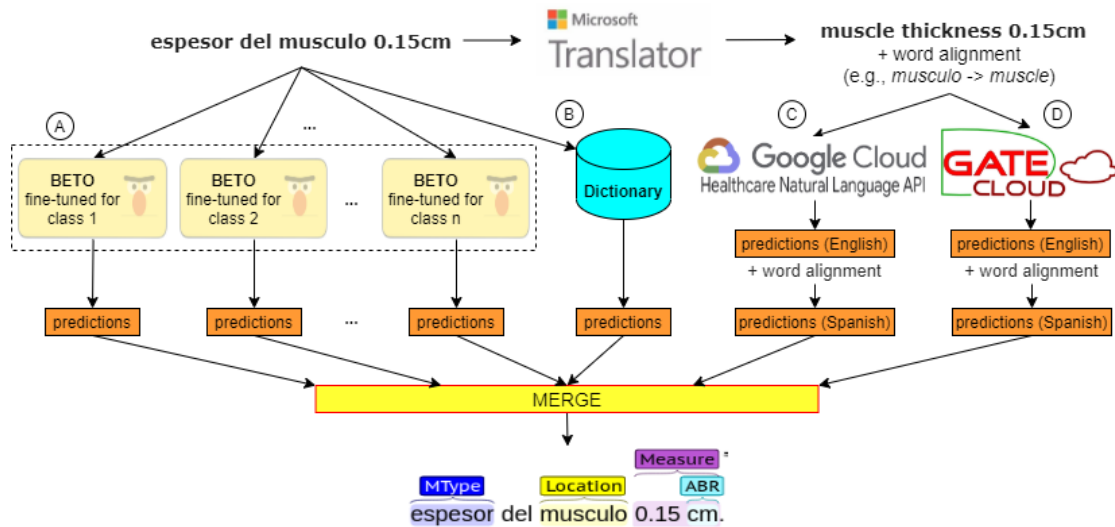 espesor del musculo 0.15cm
Microsoft
Translator
muscle thickness 0.15cm
+ word alignment
(e.g., musculo -> muscle)
A
...
B
C
D
BETO
fine-tuned for
class 1
BETO
fine-tuned for
class 2
...
BETO
fine-tuned for
class n
Dictionary
Google Cloud
Healthcare Natural Language API
GATE
CLOUD
predictions (English)
predictions (English)
+ word alignment
+ word alignment
predictions
predictions
...
predictions
predictions
predictions (Spanish)
predictions (Spanish)
MERGE
Measure
MType
Location
ABR
espesor del musculo 0.15 cm.